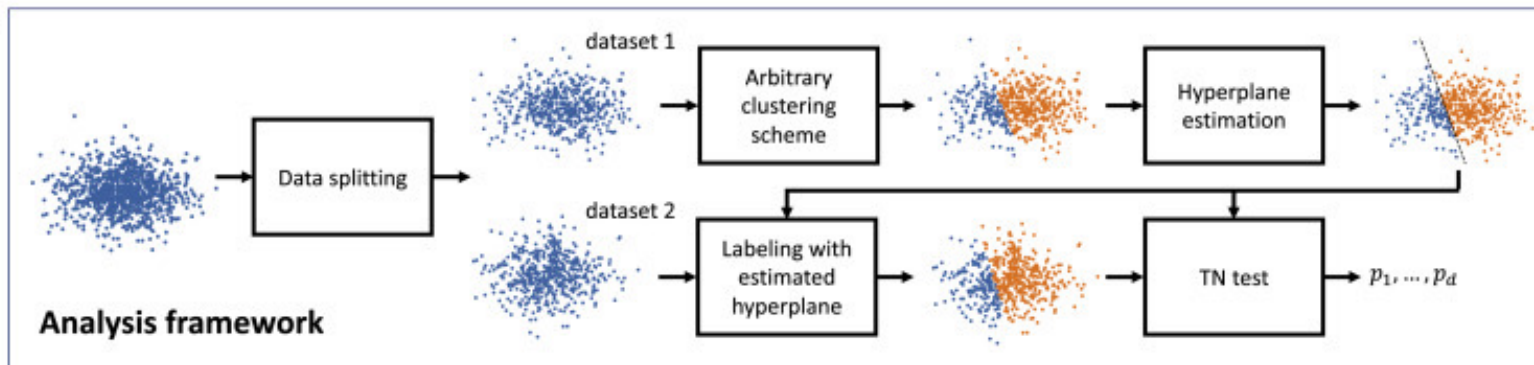 dataset 1
Arbitrary
clustering
scheme
Hyperplane
estimation
Data splitting
dataset 2
Labeling with
estimated
hyperplane
TN test
p₁, ... , p_d
Analysis framework